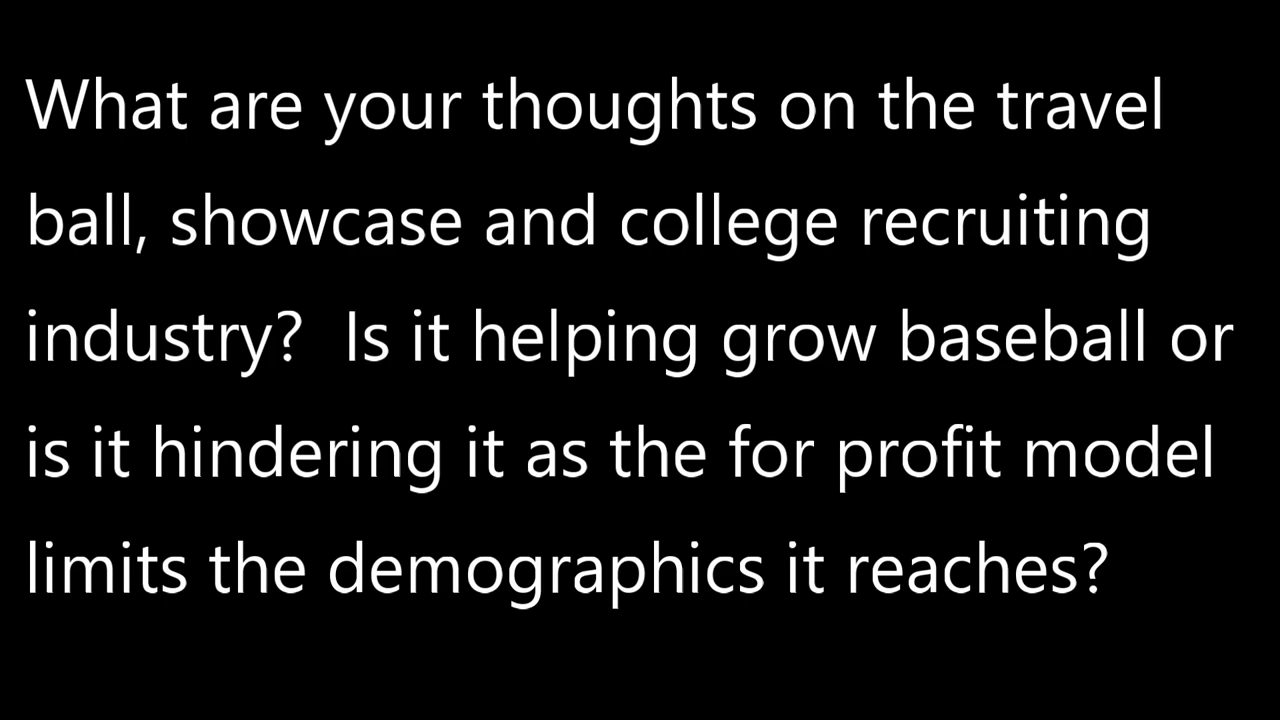 What are your thoughts on the travel
ball, showcase and college recruiting
industry?  Is it helping grow baseball or
is it hindering it as the for profit model
limits the demographics it reaches?